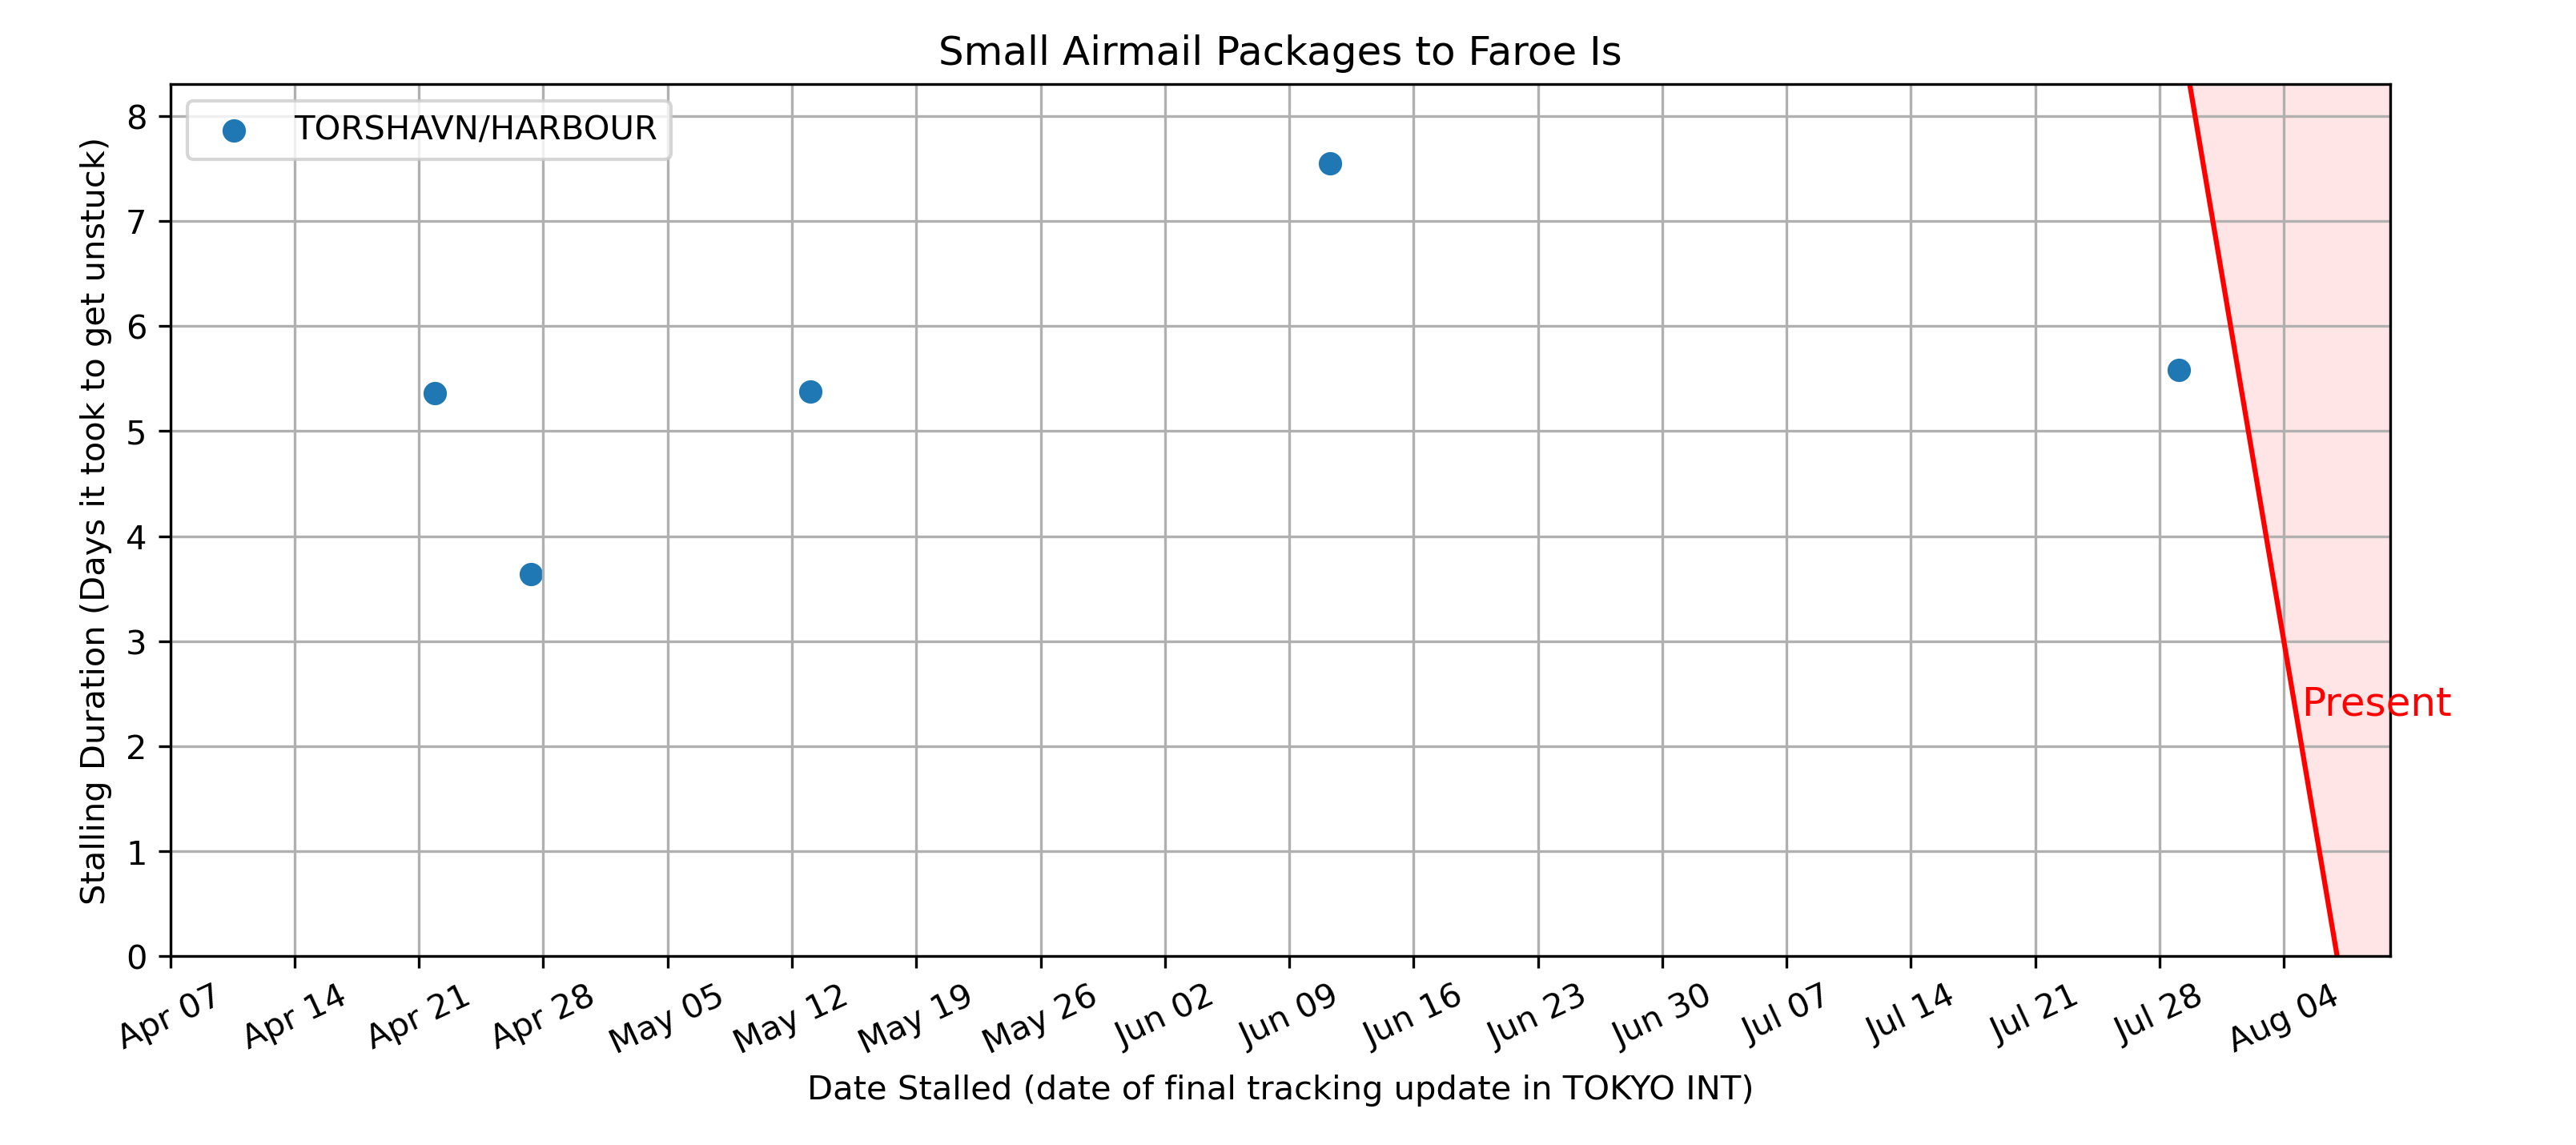 Small Airmail Packages to Faroe Is
TORSHAVN/HARBOUR
Stalling Duration (Days it took to get unstuck)
8
7
6
5
4
3
2
1
0
Present
Apr 07 Apr 14 Apr 21 Apr 28 May 05 May 12 May 19 May 26 Jun 02 Jun 09 Jun 16 Jun 23 Jun 30 Jul 07 Jul 14 Jul 21 Jul 28 Aug 04
Date Stalled (date of final tracking update in TOKYO INT)